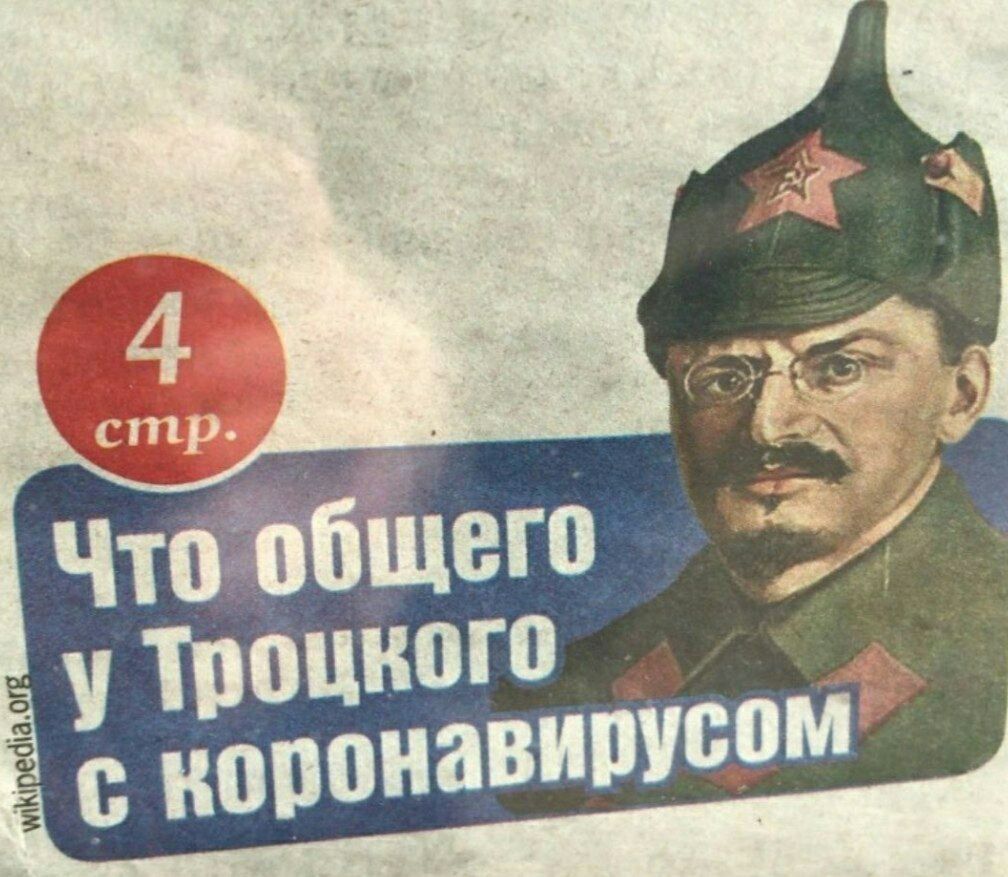 4
стр.
Что общего
у Троцкого
с коронавирусом
wikipedia.org